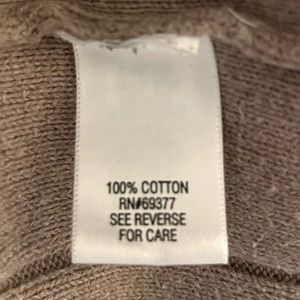 100% COTTON
RN#69377
SEE REVERSE
FOR CARE